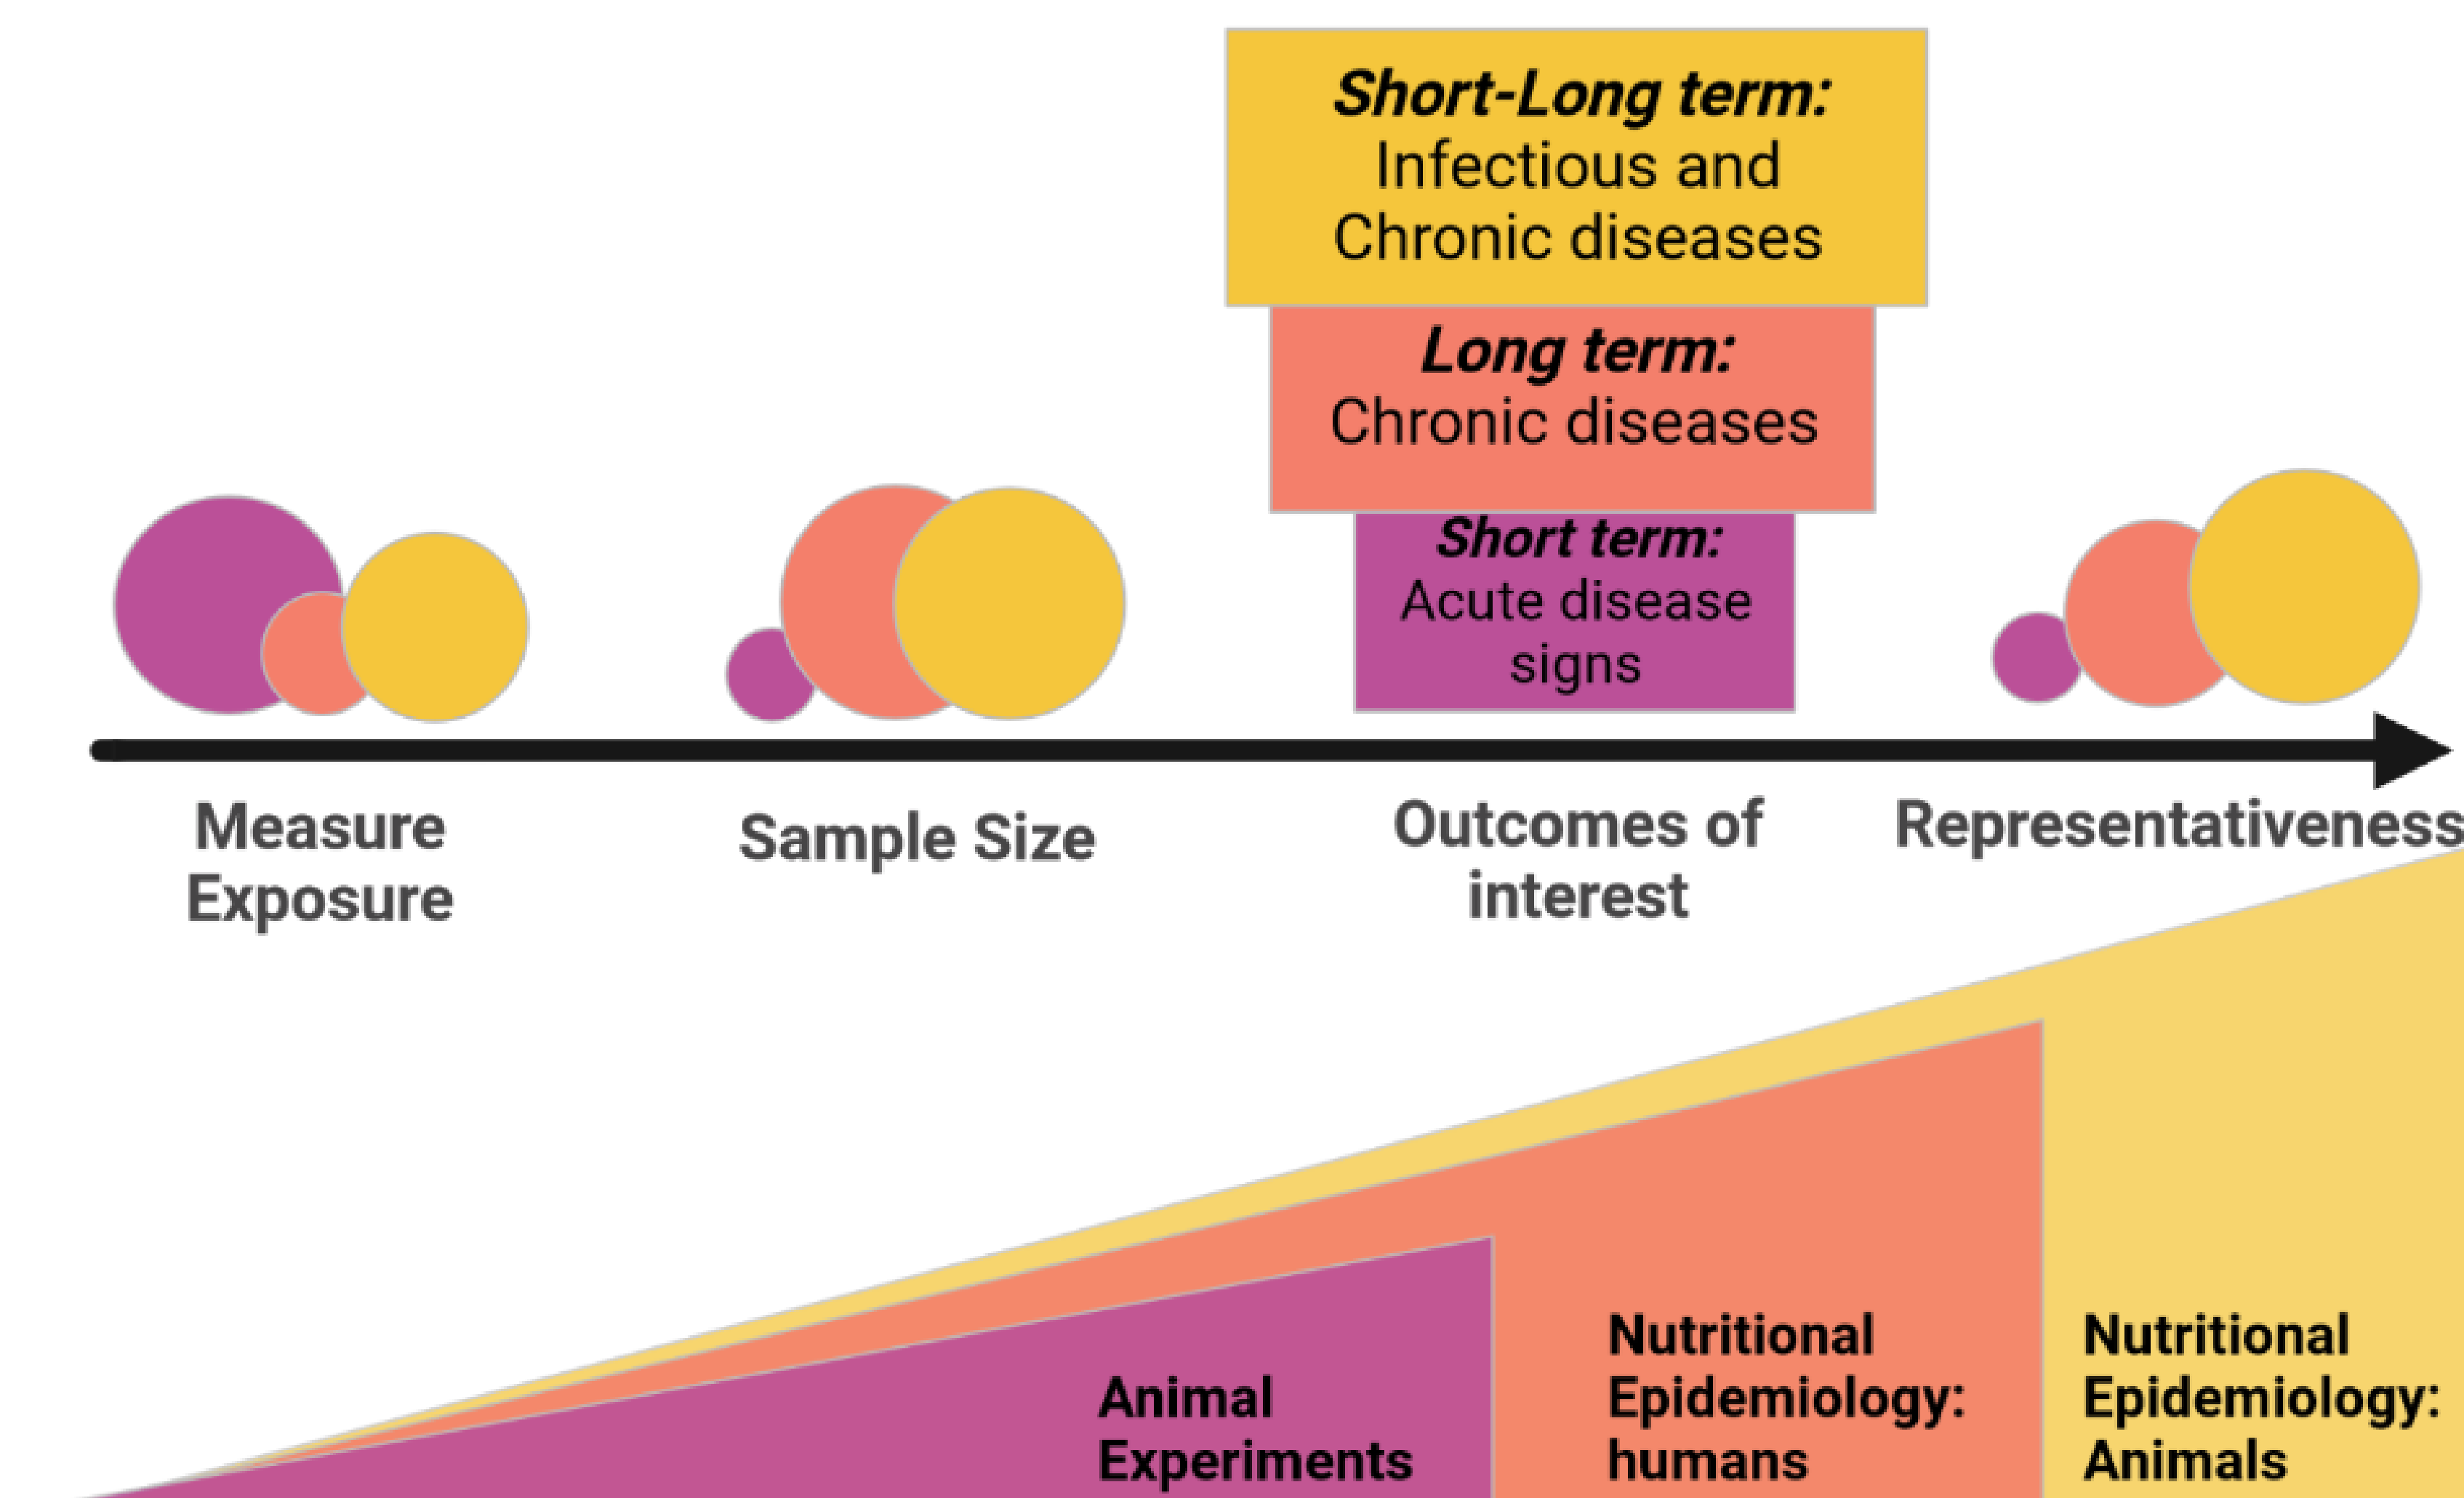 Short-Long term:
Infectious and
Chronic diseases
Long term:
Chronic diseases
Short term:
Acute disease
signs
Measure
Exposure
Sample Size
Outcomes of
interest
Representativeness
Animal
Experiments
Nutritional
Epidemiology:
humans
Nutritional
Epidemiology:
Animals